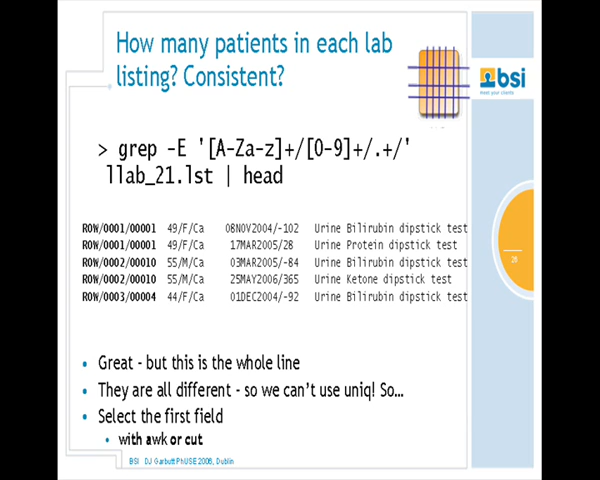 How many patients in each lab
listing? Consistent?
bsi
> grep -E '[A-Za-z]+/[0-9]+/.+/'
llab_21.lst | head
ROW/0001/00001 49/F/Ca 08NOV2004/-102 Urine Bilirubin dipstick test
ROW/0001/00001 49/F/Ca 17MAR2005/28 Urine Protein dipstick test
ROW/0002/00010 55/M/Ca 03MAR2005/-84 Urine Bilirubin dipstick test
ROW/0002/00010 55/M/Ca 25MAY2006/365 Urine Ketone dipstick test
ROW/0003/00004 44/F/Ca 01DEC2004/-92 Urine Bilirubin dipstick test
• Great - but this is the whole line
• They are all different - so we can't use uniq! So...
• Select the first field
• with awk or cut
BSI DJ Garbutt PhUSE 2006, Dublin